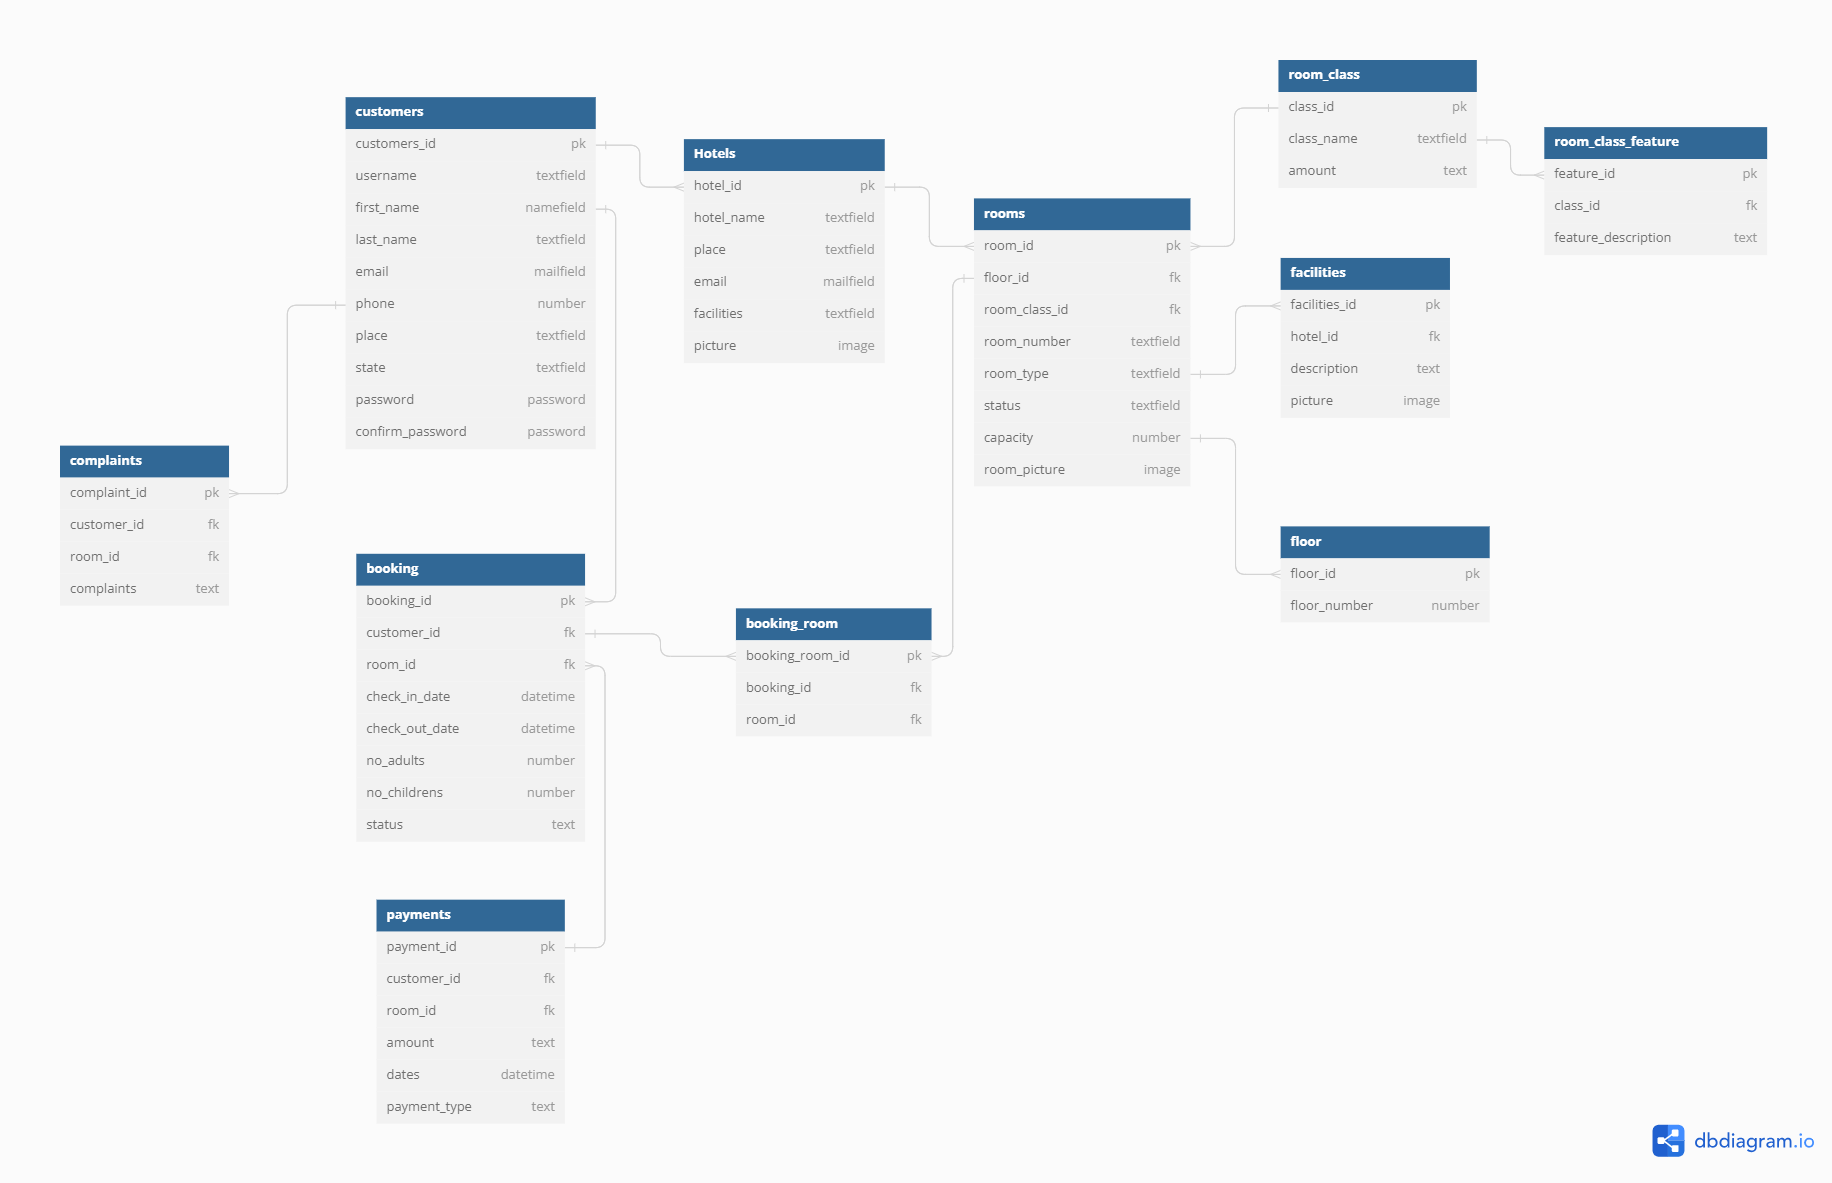 customers
customers_id pk
username textfield
first_name namefield
last_name textfield
email mailfield
phone number
place textfield
state textfield
password password
confirm_password password
Hotels
hotel_id pk
hotel_name textfield
place textfield
email mailfield
facilities textfield
picture image
rooms
room_id pk
floor_id fk
room_class_id fk
room_number textfield
room_type textfield
status textfield
capacity number
room_picture image
room_class
class_id pk
class_name textfield
amount text
room_class_feature
feature_id pk
class_id fk
feature_description text
facilities
facilities_id pk
hotel_id fk
description text
picture image
floor
floor_id pk
floor_number number
complaints
complaint_id pk
customer_id fk
room_id fk
complaints text
booking
booking_id pk
customer_id fk
room_id fk
check_in_date datetime
check_out_date datetime
no_adults number
no_childrens number
status text
booking_room
booking_room_id pk
booking_id fk
room_id fk
payments
payment_id pk
customer_id fk
room_id fk
amount text
dates datetime
payment_type text
dbdiagram.io